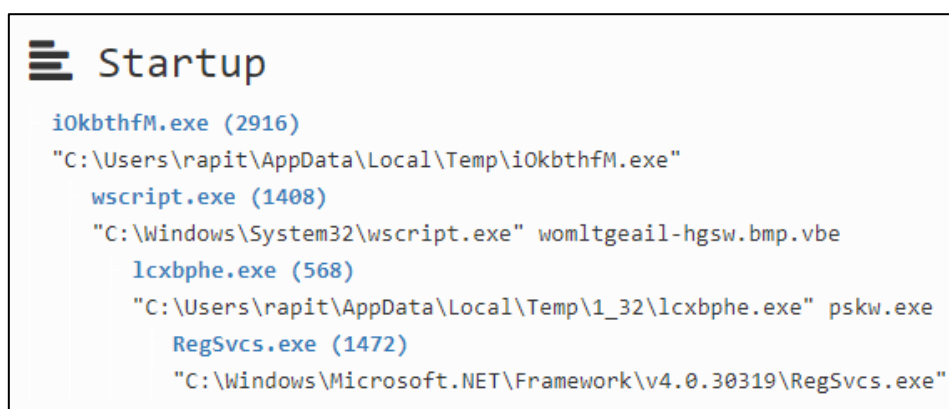 Startup
iOkbthfM.exe (2916)
"C:\Users\rapit\AppData\Local\Temp\iOkbthfM.exe"
wscript.exe (1408)
"C:\Windows\System32\wscript.exe" womltgeail-hgsw.bmp.vbe
lcxbphe.exe (568)
"C:\Users\rapit\AppData\Local\Temp\1_32\lcxbphe.exe" pskw.exe
RegSvcs.exe (1472)
"C:\Windows\Microsoft.NET\Framework\v4.0.30319\RegSvcs.exe"